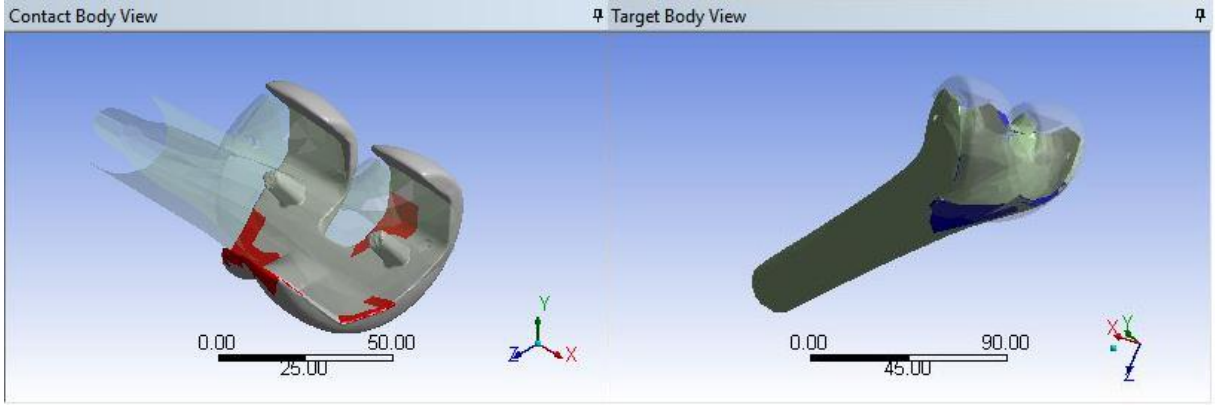 Contact Body View
Target Body View
0.00 50.00
25.00
Y
Z X
0.00 90.00
45.00
X Y
Z